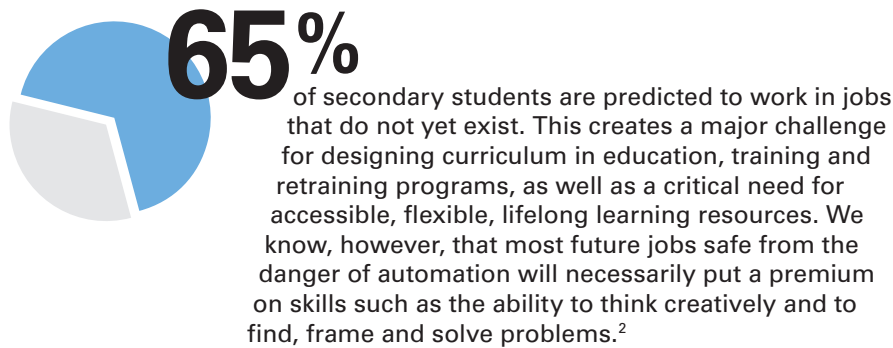 65%
of secondary students are predicted to work in jobs
that do not yet exist. This creates a major challenge
for designing curriculum in education, training and
retraining programs, as well as a critical need for
accessible, flexible, lifelong learning resources. We
know, however, that most future jobs safe from the
danger of automation will necessarily put a premium
on skills such as the ability to think creatively and to
find, frame and solve problems.²